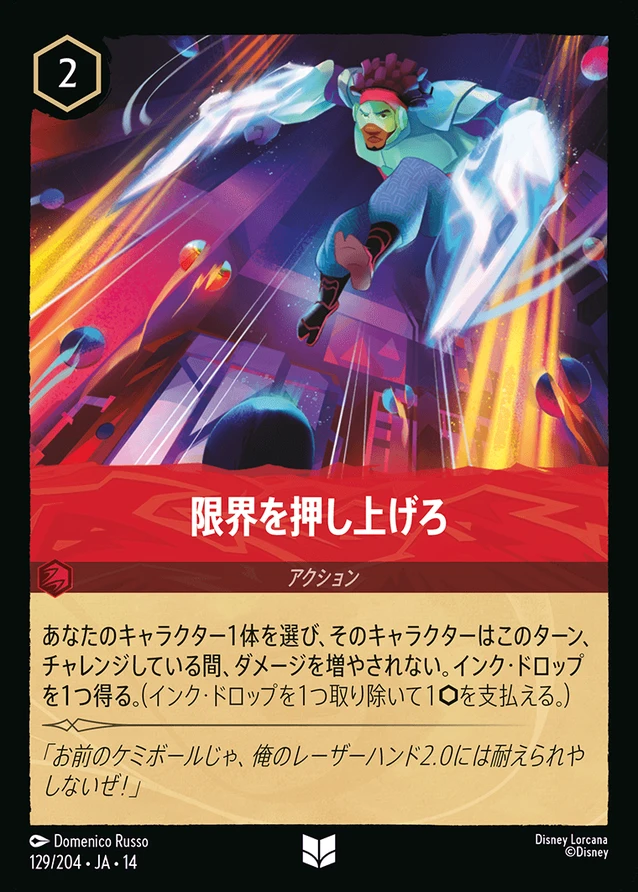 2
限界を押し上げろ
アクション
あなたのキャラクター1体を選び、そのキャラクターはこのターン、
チャレンジしている間、ダメージを増やされない。インク・ドロップ
を1つ得る。(インク・ドロップを1つ取り除いて1⬡を支払える。)
「お前のケミボールじゃ、俺のレーザーハンド2.0には耐えられや
しないぜ!」
Domenico Russo
129/204・JA・14
Disney Lorcana
©Disney